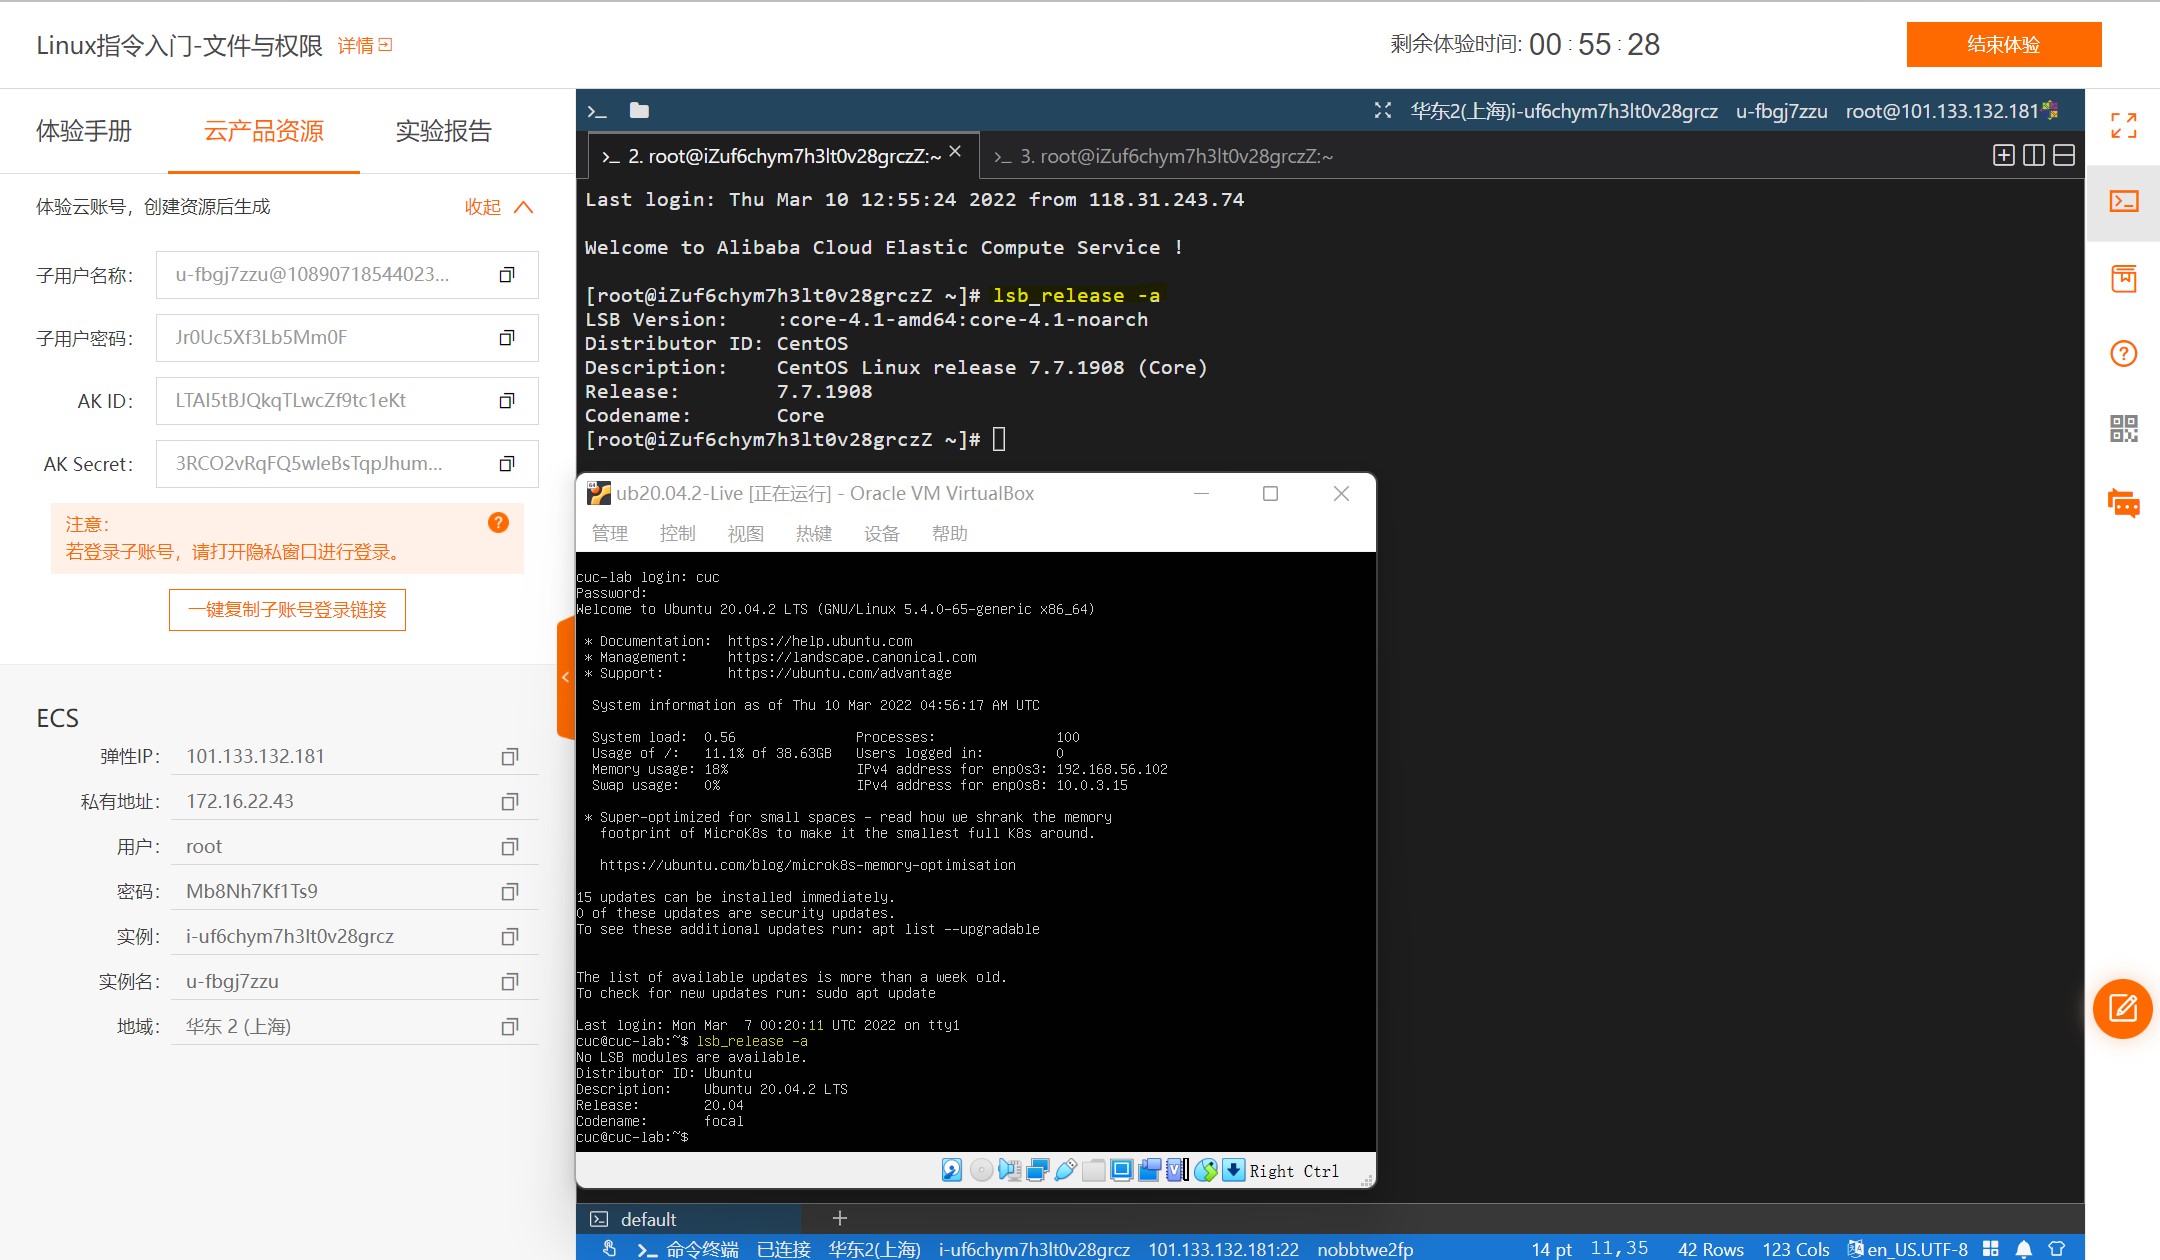 Linux指令入门-文件与权限 详情
剩余体验时间: 00 : 55 : 28
结束体验
体验手册 云产品资源 实验报告
体验云账号，创建资源后生成 收起
子用户名称： u-fbgj7zzu@10890718544023...
子用户密码： Jr0Uc5Xf3Lb5Mm0F
AK ID： LTAI5tBJQkqTLwcZf9tc1eKt
AK Secret： 3RCO2vRqFQ5wleBsTqpJhum...
注意：
若登录子账号，请打开隐私窗口进行登录。
一键复制子账号登录链接
ECS
弹性IP： 101.133.132.181
私有地址： 172.16.22.43
用户： root
密码： Mb8Nh7Kf1Ts9
实例： i-uf6chym7h3lt0v28grcz
实例名： u-fbgj7zzu
地域： 华东 2 (上海)
华东2(上海)i-uf6chym7h3lt0v28grcz u-fbgj7zzu root@101.133.132.181
2. root@iZuf6chym7h3lt0v28grczZ:~ 3. root@iZuf6chym7h3lt0v28grczZ:~
Last login: Thu Mar 10 12:55:24 2022 from 118.31.243.74
Welcome to Alibaba Cloud Elastic Compute Service !
[root@iZuf6chym7h3lt0v28grczZ ~]# lsb_release -a
LSB Version: :core-4.1-amd64:core-4.1-noarch
Distributor ID: CentOS
Description: CentOS Linux release 7.7.1908 (Core)
Release: 7.7.1908
Codename: Core
[root@iZuf6chym7h3lt0v28grczZ ~]#
ub20.04.2-Live [正在运行] - Oracle VM VirtualBox
管理 控制 视图 热键 设备 帮助
cuc-lab login: cuc
Password:
Welcome to Ubuntu 20.04.2 LTS (GNU/Linux 5.4.0-65-generic x86_64)
* Documentation: https://help.ubuntu.com
* Management: https://landscape.canonical.com
* Support: https://ubuntu.com/advantage
System information as of Thu 10 Mar 2022 04:56:17 AM UTC
System load: 0.56 Processes: 100
Usage of /: 11.1% of 38.63GB Users logged in: 0
Memory usage: 18% IPv4 address for enp0s3: 192.168.56.102
Swap usage: 0% IPv4 address for enp0s8: 10.0.3.15
* Super-optimized for small spaces - read how we shrank the memory
footprint of MicroK8s to make it the smallest full K8s around.
https://ubuntu.com/blog/microk8s-memory-optimisation
15 updates can be installed immediately.
0 of these updates are security updates.
To see these additional updates run: apt list --upgradable
The list of available updates is more than a week old.
To check for new updates run: sudo apt update
Last login: Mon Mar 7 00:20:11 UTC 2022 on tty1
cuc@cuc-lab:~$ lsb_release -a
No LSB modules are available.
Distributor ID: Ubuntu
Description: Ubuntu 20.04.2 LTS
Release: 20.04
Codename: focal
cuc@cuc-lab:~$
Right Ctrl
default
命令终端 已连接 华东2(上海) i-uf6chym7h3lt0v28grcz 101.133.132.181:22 nobbtwe2fp 14 pt 11,35 42 Rows 123 Cols en_US.UTF-8